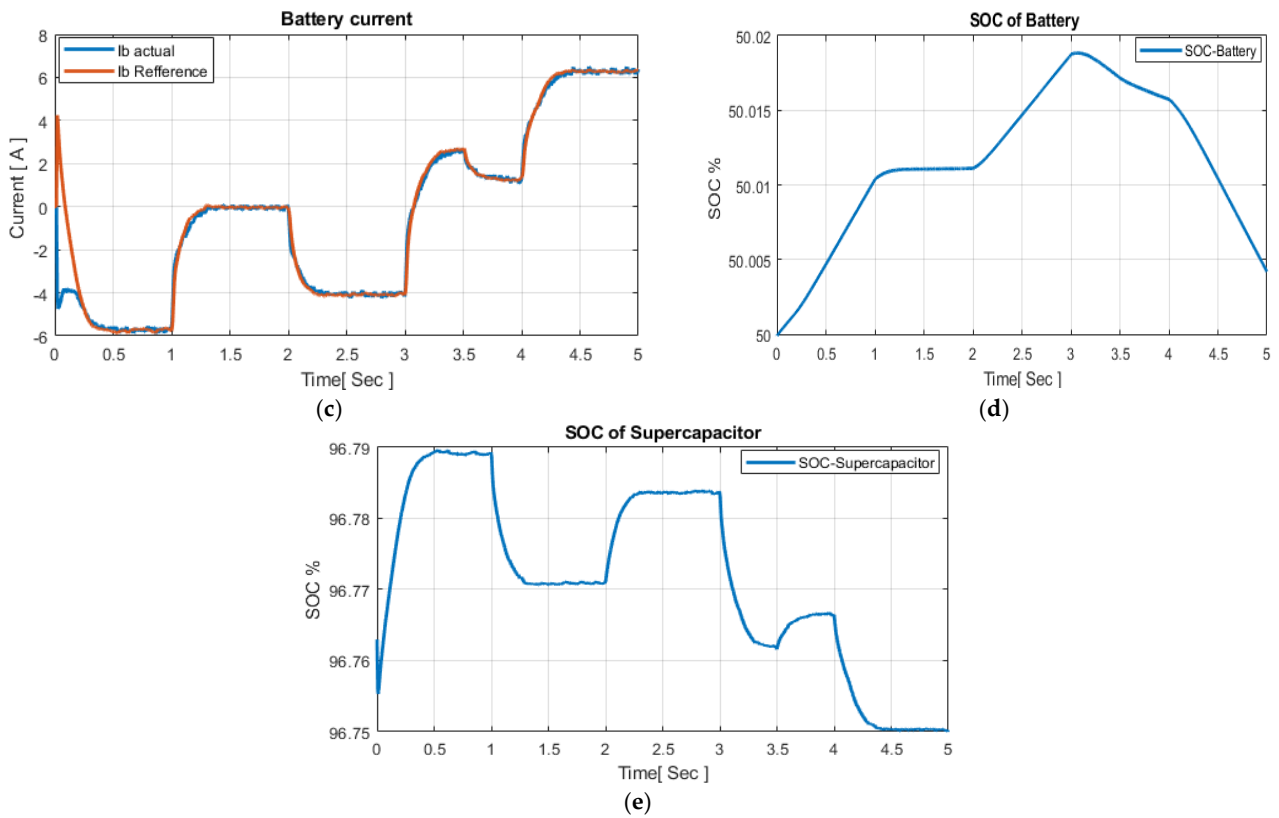 Battery current
Ib actual
Ib Refference
8
6
4
2
0
-2
-4
-6
Current [ A ]
0 0.5 1 1.5 2 2.5 3 3.5 4 4.5 5
Time[ Sec ]
(c)
SOC of Battery
SOC-Battery
50.02
50.015
50.01
50.005
50
SOC %
0 0.5 1 1.5 2 2.5 3 3.5 4 4.5 5
Time[ Sec ]
(d)
SOC of Supercapacitor
SOC-Supercapacitor
96.79
96.78
96.77
96.76
96.75
SOC %
0 0.5 1 1.5 2 2.5 3 3.5 4 4.5 5
Time[ Sec ]
(e)